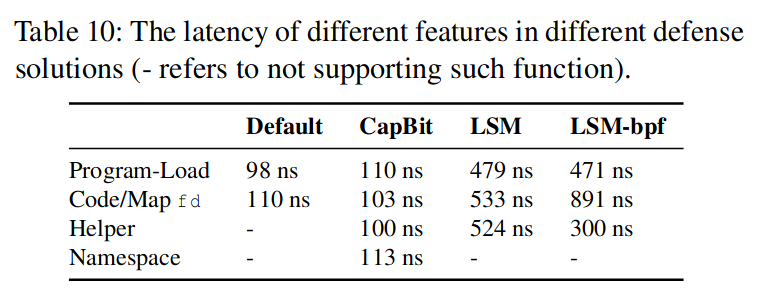 Table 10: The latency of different features in different defense
solutions (- refers to not supporting such function).
Default CapBit LSM LSM-bpf
Program-Load 98 ns 110 ns 479 ns 471 ns
Code/Map fd 110 ns 103 ns 533 ns 891 ns
Helper - 100 ns 524 ns 300 ns
Namespace - 113 ns - -